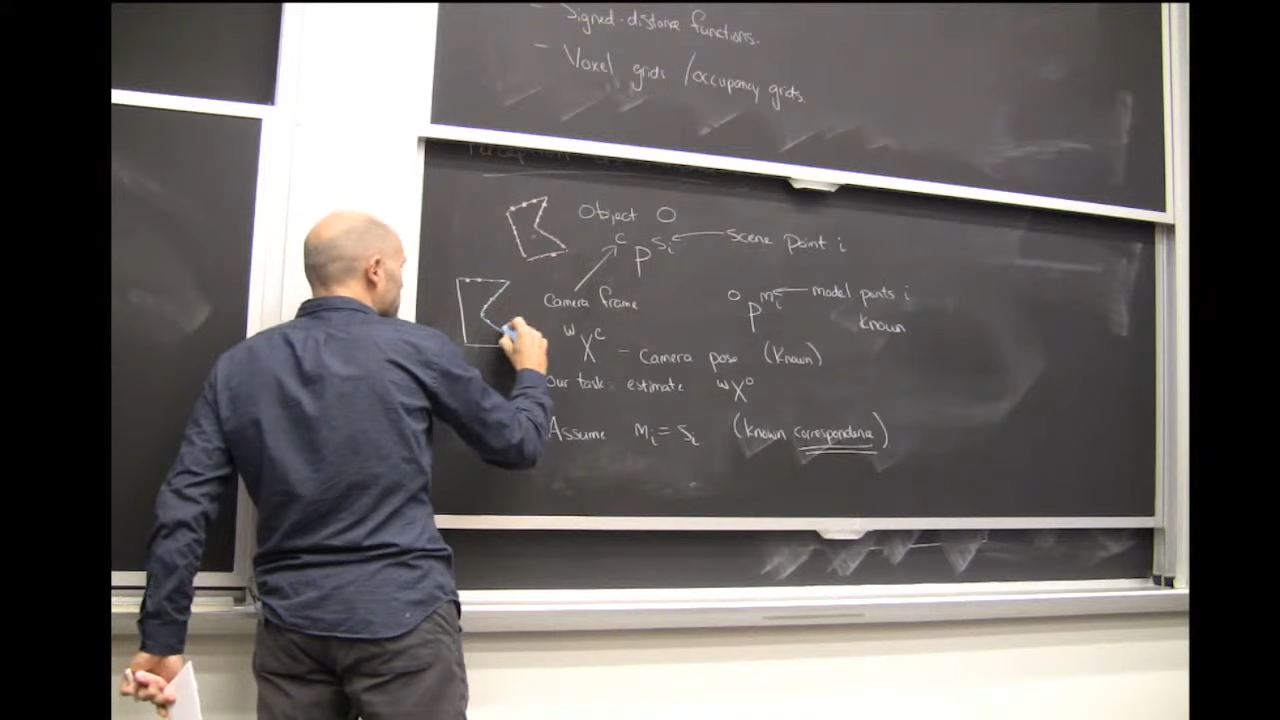 - Signed-distance functions.
- Voxel grids /occupancy grids.
Perception
Object O
C p Si ← Scene point i
Camera frame
O p mi ← model points i
Known
W X C - Camera pose (Known)
Our task: estimate W X O
Assume mi = si (Known correspondence)